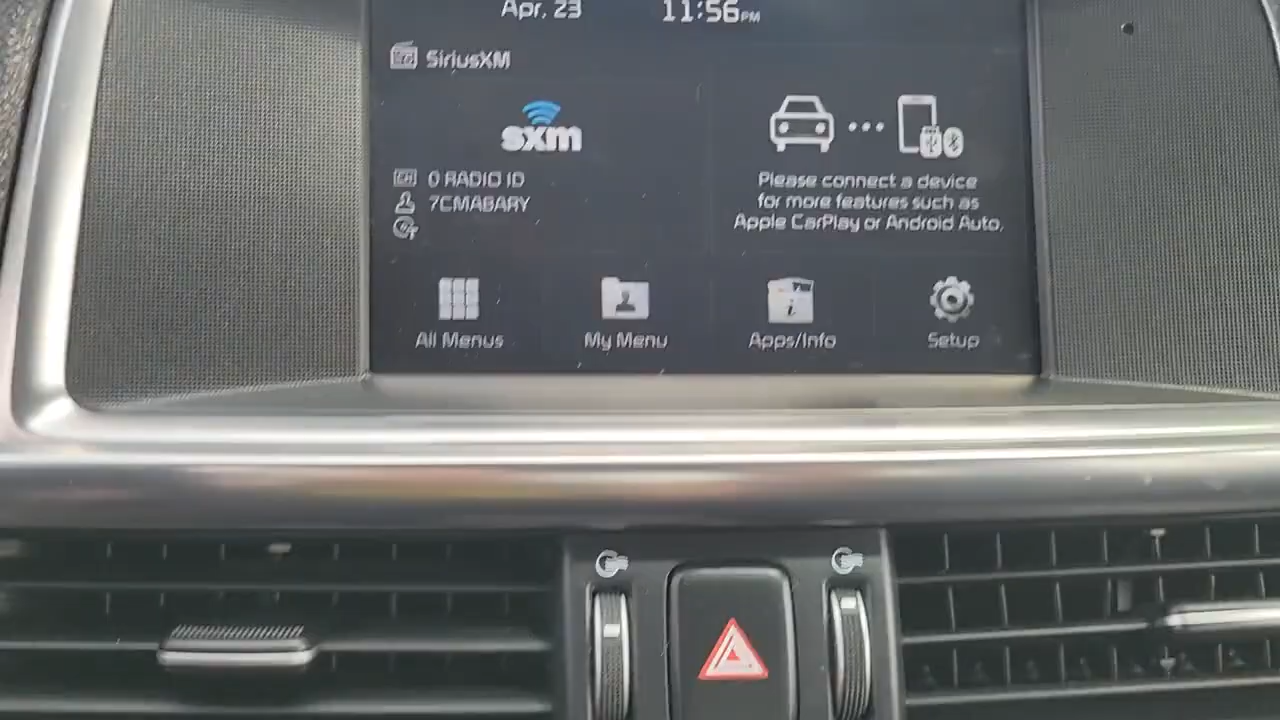 Apr, 23
11:56PM
SiriusXM
sxm
CH 0 RADIO ID
7CMABARY
Please connect a device
for more features such as
Apple CarPlay or Android Auto.
All Menus
My Menu
Apps/Info
Setup